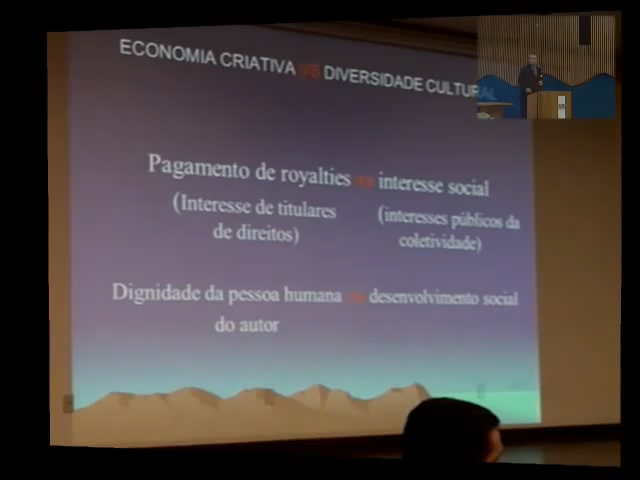 ECONOMIA CRIATIVA VS DIVERSIDADE CULTURAL
Pagamento de royalties vs interesse social
(Interesse de titulares
de direitos)
(interesses públicos da
coletividade)
Dignidade da pessoa humana vs desenvolvimento social
do autor